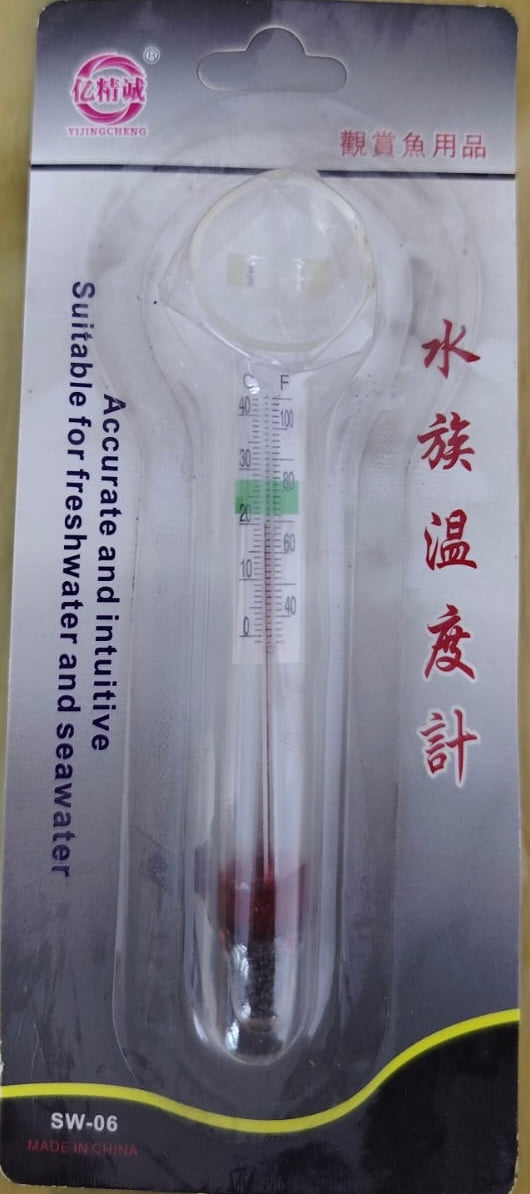 亿精诚
®
YIJINGCHENG
觀賞魚用品
水族温度計
Accurate and intuitive
Suitable for freshwater and seawater
C F
40 100
30
80
20
60
10
40
0
SW-06
MADE IN CHINA